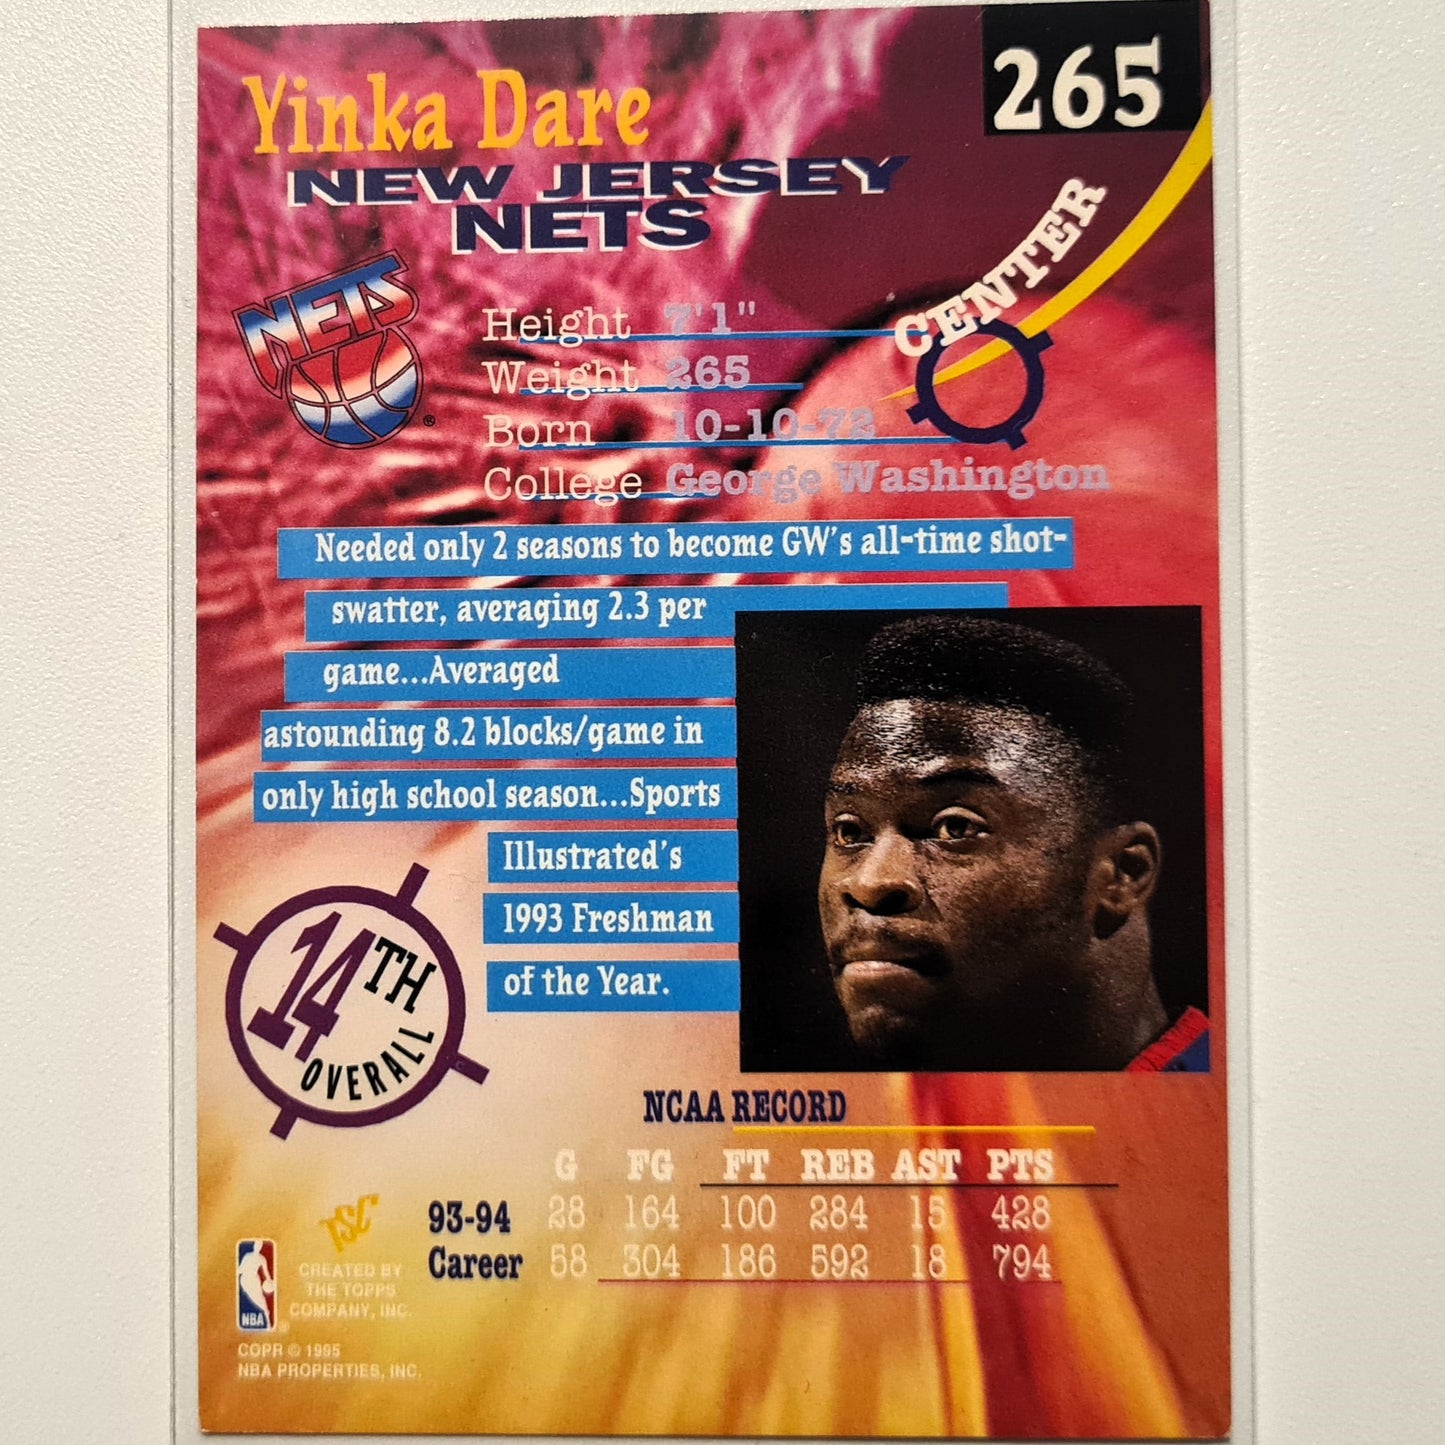 265
Yinka Dare
NEW JERSEY
NETS
CENTER
NETS
®
Height 7'1"
Weight 265
Born 10-10-72
College George Washington
Needed only 2 seasons to become GW's all-time shot-
swatter, averaging 2.3 per
game...Averaged
astounding 8.2 blocks/game in
only high school season...Sports
Illustrated's
1993 Freshman
of the Year.
14TH
OVERALL
NCAA RECORD
G FG FT REB AST PTS
93-94 28 164 100 284 15 428
Career 58 304 186 592 18 794
TSC
CREATED BY
THE TOPPS
COMPANY, INC.
NBA
COPR © 1995
NBA PROPERTIES, INC.